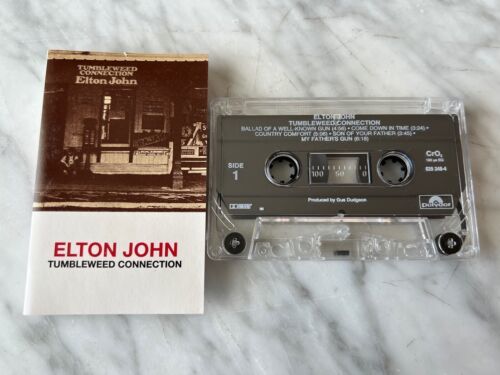 TUMBLEWEED
CONNECTION
Elton John
ELTON JOHN
TUMBLEWEED CONNECTION
ELTON JOHN
TUMBLEWEED CONNECTION
BALLAD OF A WELL-KNOWN GUN (4:56) • COME DOWN IN TIME (3:24) •
COUNTRY COMFORT (5:06) • SON OF YOUR FATHER (3:45) •
MY FATHER'S GUN (6:18)
SIDE
1
100 50 0
CrO2
Produced by Gus Dudgeon
polydor